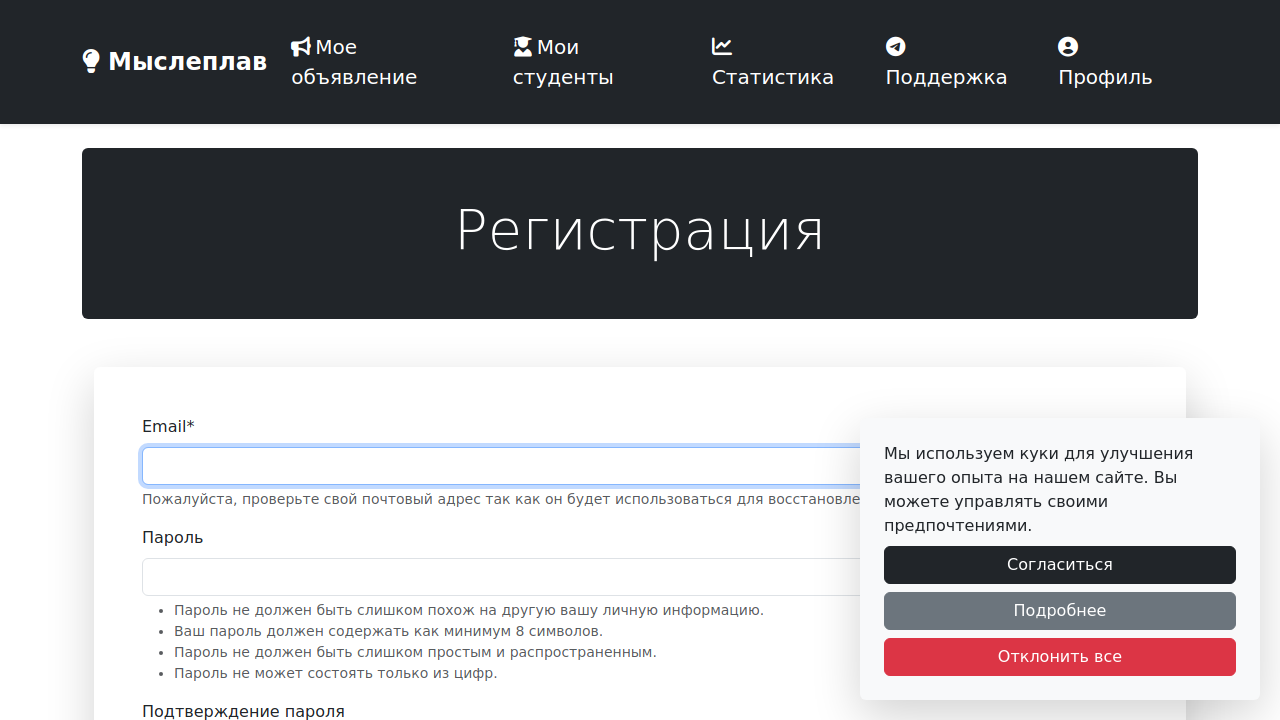 Мыслеплав
Мое
объявление
Мои
студенты
Статистика
Поддержка
Профиль
Регистрация
Email*
Пожалуйста, проверьте свой почтовый адрес так как он будет использоваться для
Пароль
Пароль не должен быть слишком похож на другую вашу личную информацию.
Ваш пароль должен содержать как минимум 8 символов.
Пароль не должен быть слишком простым и распространенным.
Пароль не может состоять только из цифр.
Подтверждение пароля
Мы используем куки для улучшения
вашего опыта на нашем сайте. Вы
можете управлять своими
предпочтениями.
Согласиться
Подробнее
Отклонить все